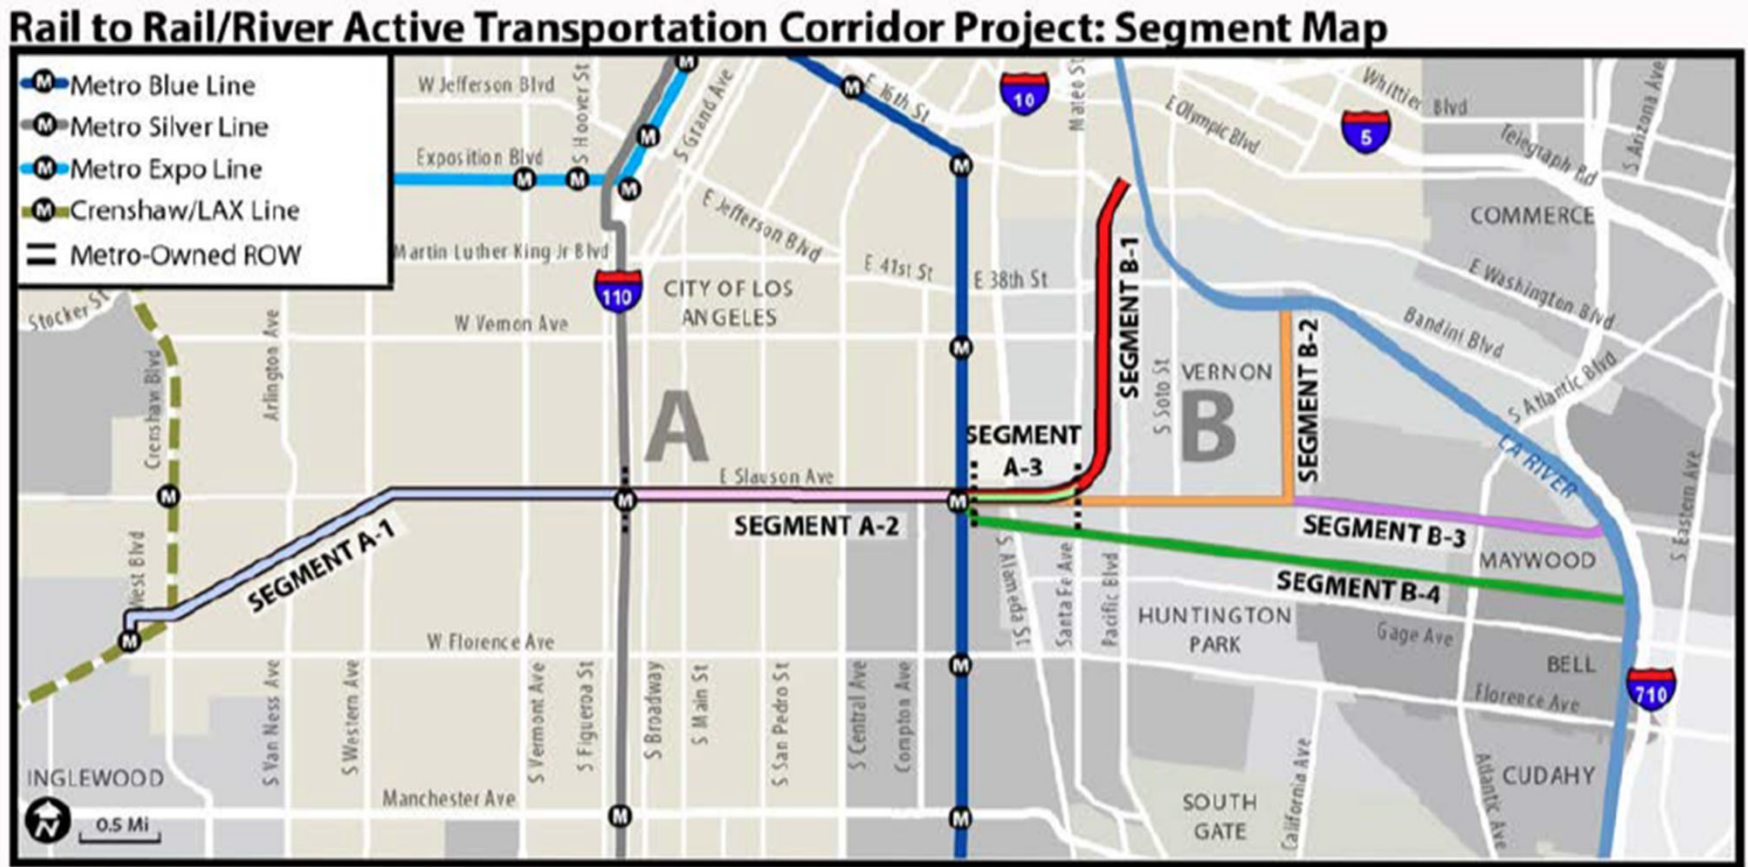 Rail to Rail/River Active Transportation Corridor Project: Segment Map
M Metro Blue Line
M Metro Silver Line
M Metro Expo Line
M Crenshaw/LAX Line
Metro-Owned ROW
W Jefferson Blvd
S Hoover St
S Grand Ave
E 16th St
10
Mateo St
E Olympic Blvd
Whittier Blvd
5
Telegraph Rd
S Arizona Ave
Exposition Blvd
M
M
M
M
M
M
M
COMMERCE
E Jefferson Blvd
Martin Luther King Jr Blvd
E 41st St
E 38th St
E Washington Blvd
Bandini Blvd
SEGMENT B-1
110
CITY OF LOS
ANGELES
Stocker St
W Vernon Ave
Arlington Ave
Crenshaw Blvd
M
S Soto St
VERNON
SEGMENT B-2
S Atlantic Blvd
A
B
SEGMENT
A-3
LA RIVER
S Eastern Ave
E Slauson Ave
M
M
M
SEGMENT A-2
SEGMENT A-1
SEGMENT B-3
MAYWOOD
SEGMENT B-4
West Blvd
M
S Alameda St
Santa Fe Ave
Pacific Blvd
HUNTINGTON
PARK
Gage Ave
W Florence Ave
M
BELL
Florence Ave
710
S Van Ness Ave
S Western Ave
S Vermont Ave
S Figueroa St
S Broadway
S Main St
S San Pedro St
S Central Ave
Compton Ave
California Ave
Atlantic Ave
CUDAHY
INGLEWOOD
Manchester Ave
M
M
SOUTH
GATE
N
0.5 Mi